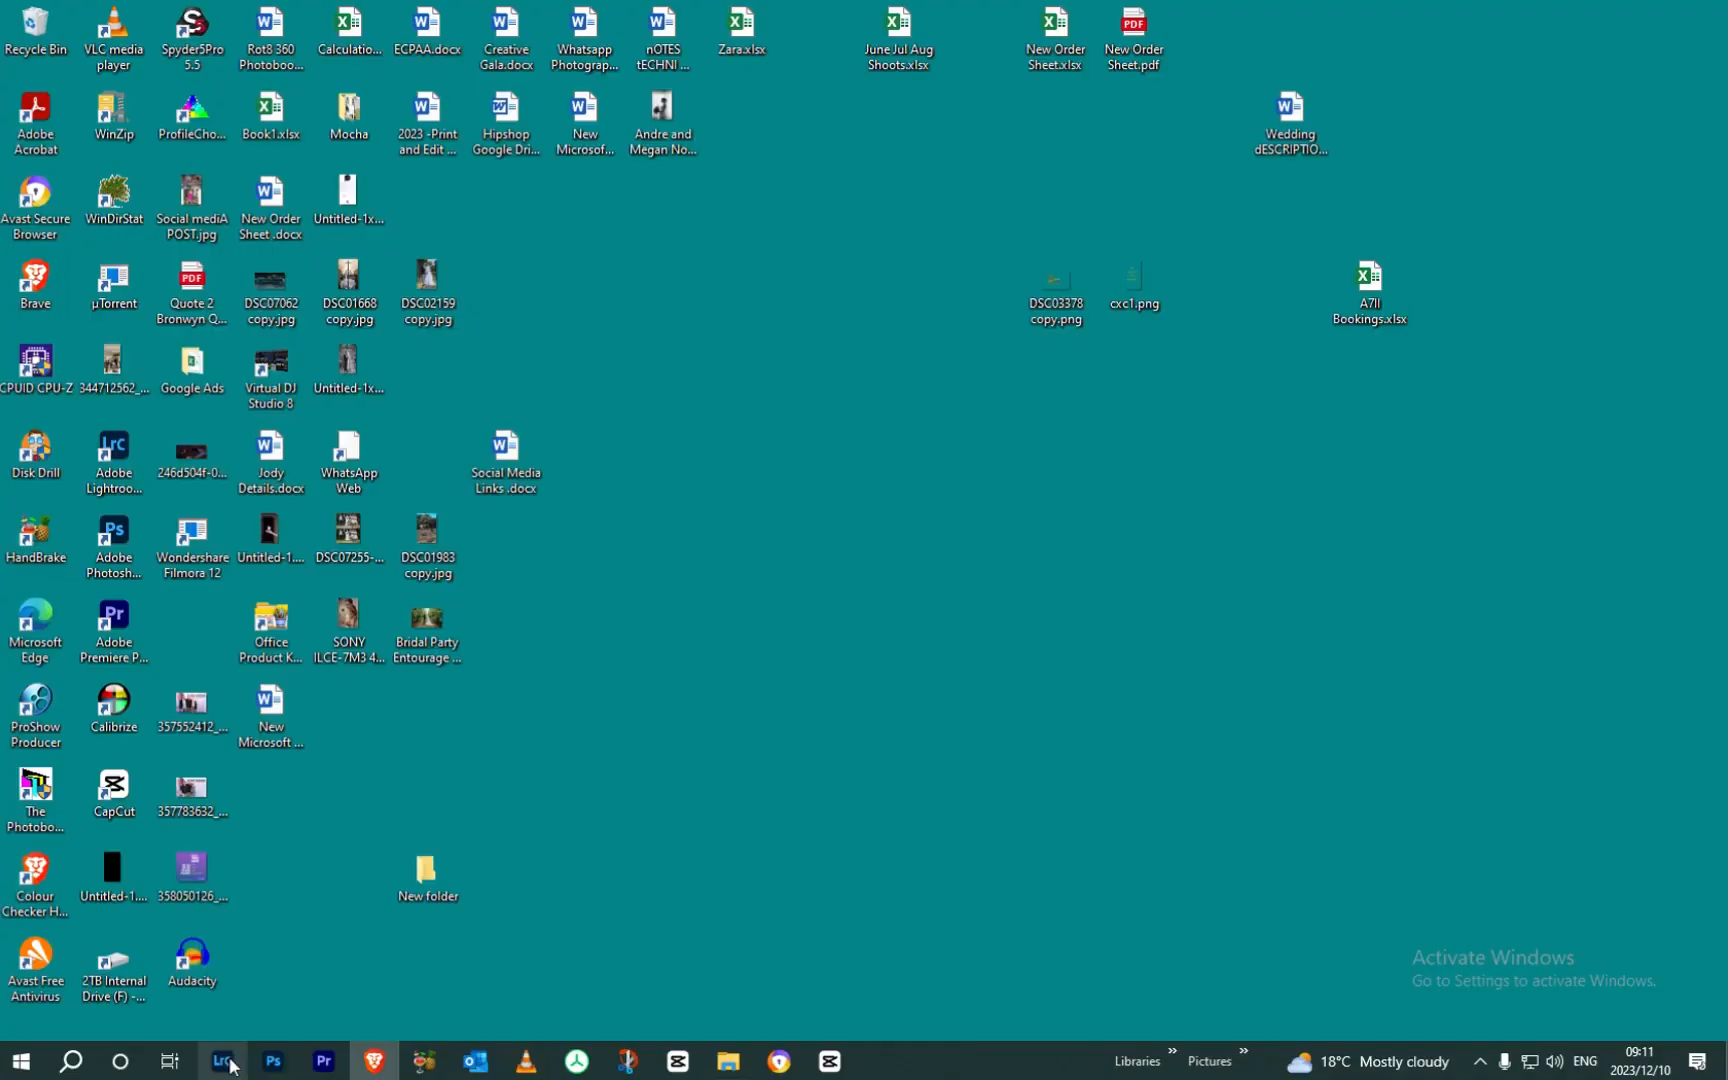 Recycle Bin
VLC media
player
Spyder5Pro
5.5
Rot8 360
Photoboo...
Calculatio...
ECPAA.docx
Creative
Gala.docx
Whatsapp
Photograp...
nOTES
tECHNI ...
Zara.xlsx
June Jul Aug
Shoots.xlsx
New Order
Sheet.xlsx
New Order
Sheet.pdf
Adobe
Acrobat
WinZip
ProfileCho...
Book1.xlsx
Mocha
2023 -Print
and Edit ...
Hipshop
Google Dri...
New
Microsof...
Andre and
Megan No...
Wedding
dESCRIPTIO...
Avast Secure
Browser
WinDirStat
Social mediA
POST.jpg
New Order
Sheet .docx
Untitled-1x...
Brave
µTorrent
Quote 2
Bronwyn Q...
DSC07062
copy.jpg
DSC01668
copy.jpg
DSC02159
copy.jpg
DSC03378
copy.png
cxc1.png
A7II
Bookings.xlsx
CPUID CPU-Z
344712562_...
Google Ads
Virtual DJ
Studio 8
Untitled-1x...
Disk Drill
Adobe
Lightroo...
246d504f-0...
Jody
Details.docx
WhatsApp
Web
Social Media
Links .docx
HandBrake
Adobe
Photosh...
Wondershare
Filmora 12
Untitled-1....
DSC07255-...
DSC01983
copy.jpg
Microsoft
Edge
Adobe
Premiere P...
Office
Product K...
SONY
ILCE-7M3 4...
Bridal Party
Entourage ...
ProShow
Producer
Calibrize
357552412_...
New
Microsoft ...
The
Photobo...
CapCut
357783632_...
Colour
Checker H...
Untitled-1....
358050126_...
New folder
Avast Free
Antivirus
2TB Internal
Drive (F) -...
Audacity
Activate Windows
Go to Settings to activate Windows.
Lrc
Ps
Pr
Libraries
Pictures
18°C Mostly cloudy
ENG
09:11
2023/12/10